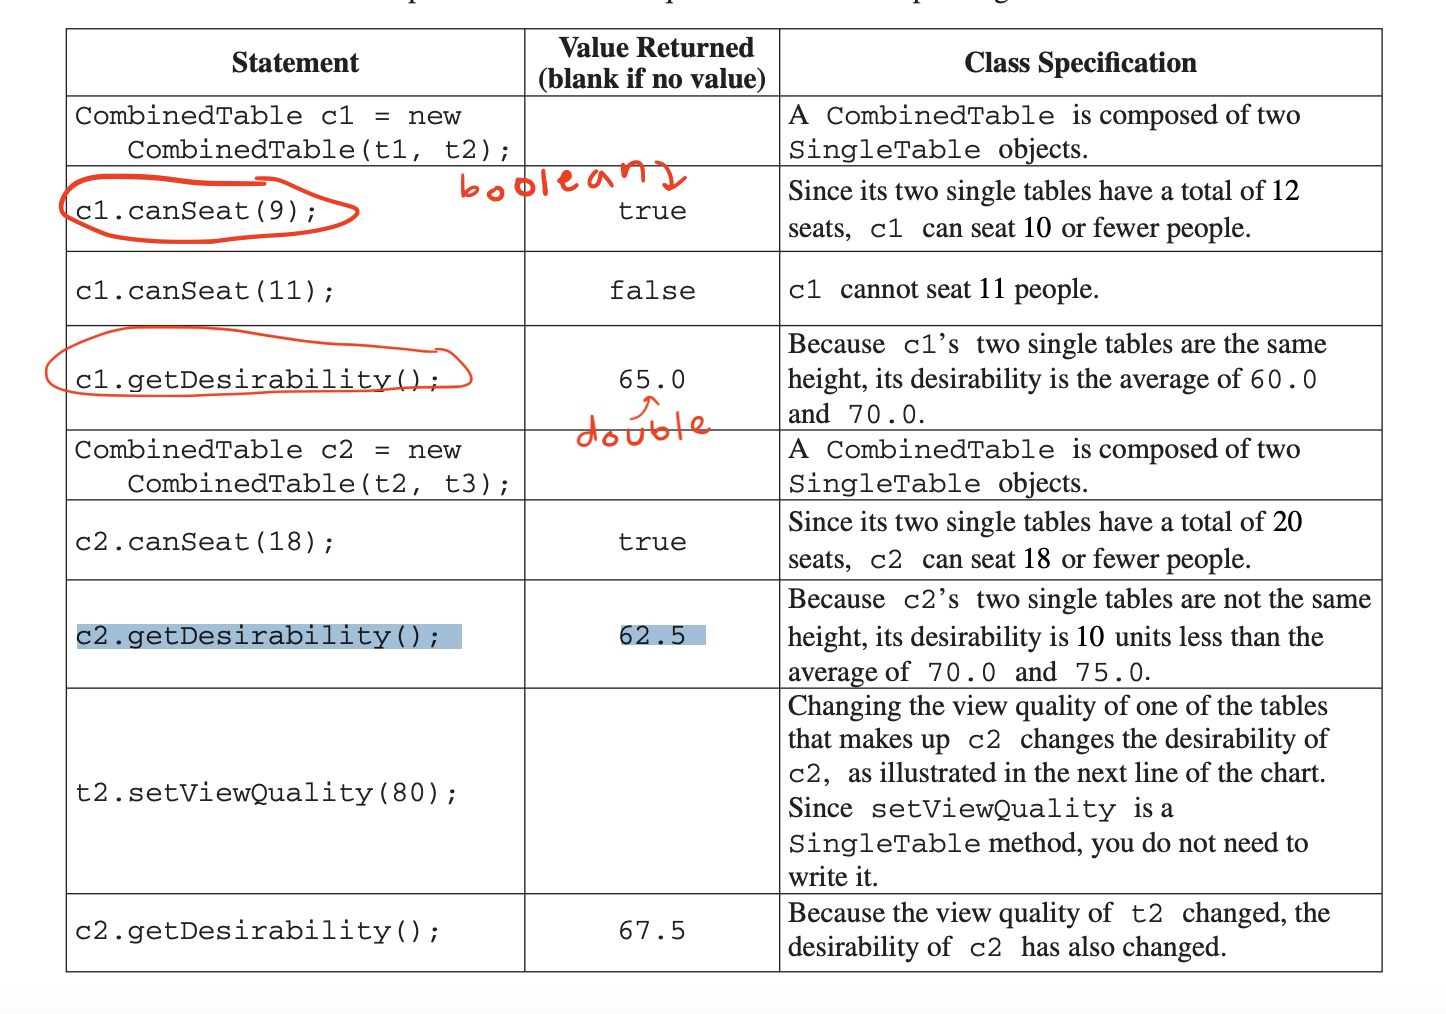 Statement
Value Returned
(blank if no value)
Class Specification
CombinedTable c1 = new
CombinedTable(t1, t2);
A CombinedTable is composed of two
SingleTable objects.
boolean
c1.canSeat(9);
true
Since its two single tables have a total of 12
seats, c1 can seat 10 or fewer people.
c1.canSeat(11);
false
c1 cannot seat 11 people.
c1.getDesirability();
65.0
double
Because c1's two single tables are the same
height, its desirability is the average of 60.0
and 70.0.
CombinedTable c2 = new
CombinedTable(t2, t3);
A CombinedTable is composed of two
SingleTable objects.
c2.canSeat(18);
true
Since its two single tables have a total of 20
seats, c2 can seat 18 or fewer people.
c2.getDesirability();
62.5
Because c2's two single tables are not the same
height, its desirability is 10 units less than the
average of 70.0 and 75.0.
t2.setViewQuality(80);
Changing the view quality of one of the tables
that makes up c2 changes the desirability of
c2, as illustrated in the next line of the chart.
Since setViewQuality is a
SingleTable method, you do not need to
write it.
c2.getDesirability();
67.5
Because the view quality of t2 changed, the
desirability of c2 has also changed.